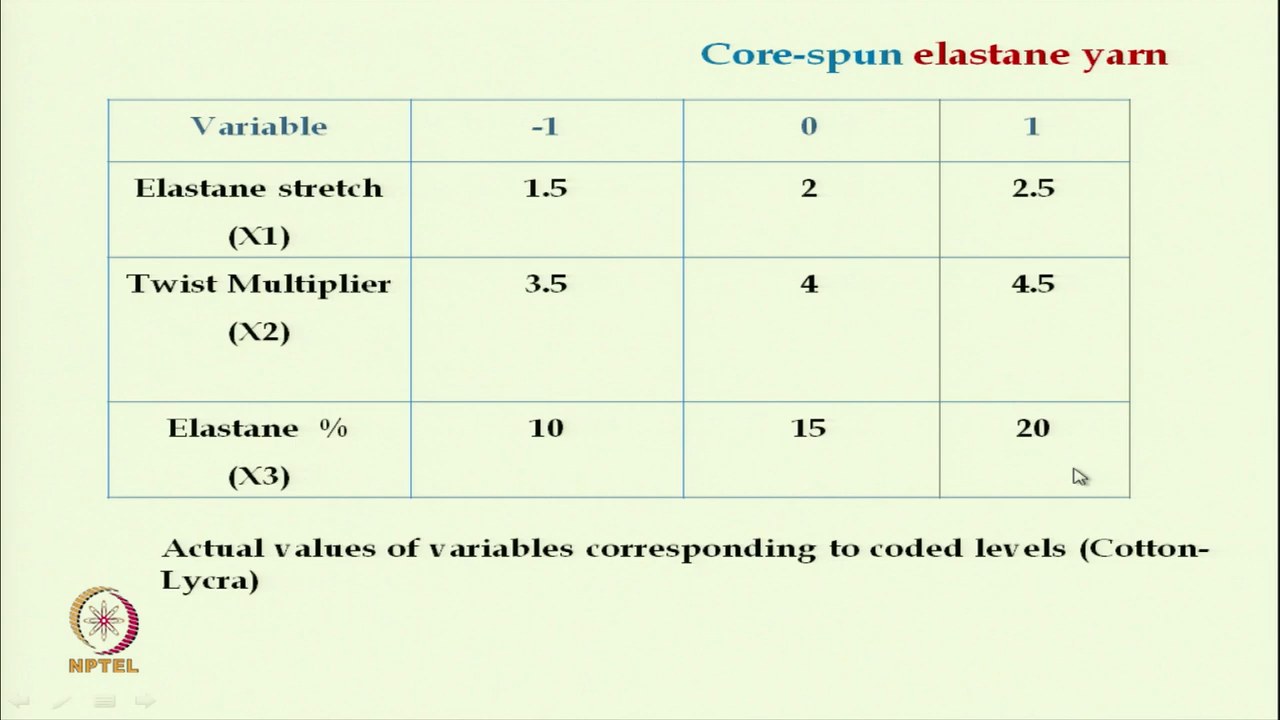 Core-spun elastane yarn
Variable -1 0 1
Elastane stretch 1.5 2 2.5
(X1)
Twist Multiplier 3.5 4 4.5
(X2)
Elastane % 10 15 20
(X3)
Actual values of variables corresponding to coded levels (Cotton-
Lycra)
NPTEL